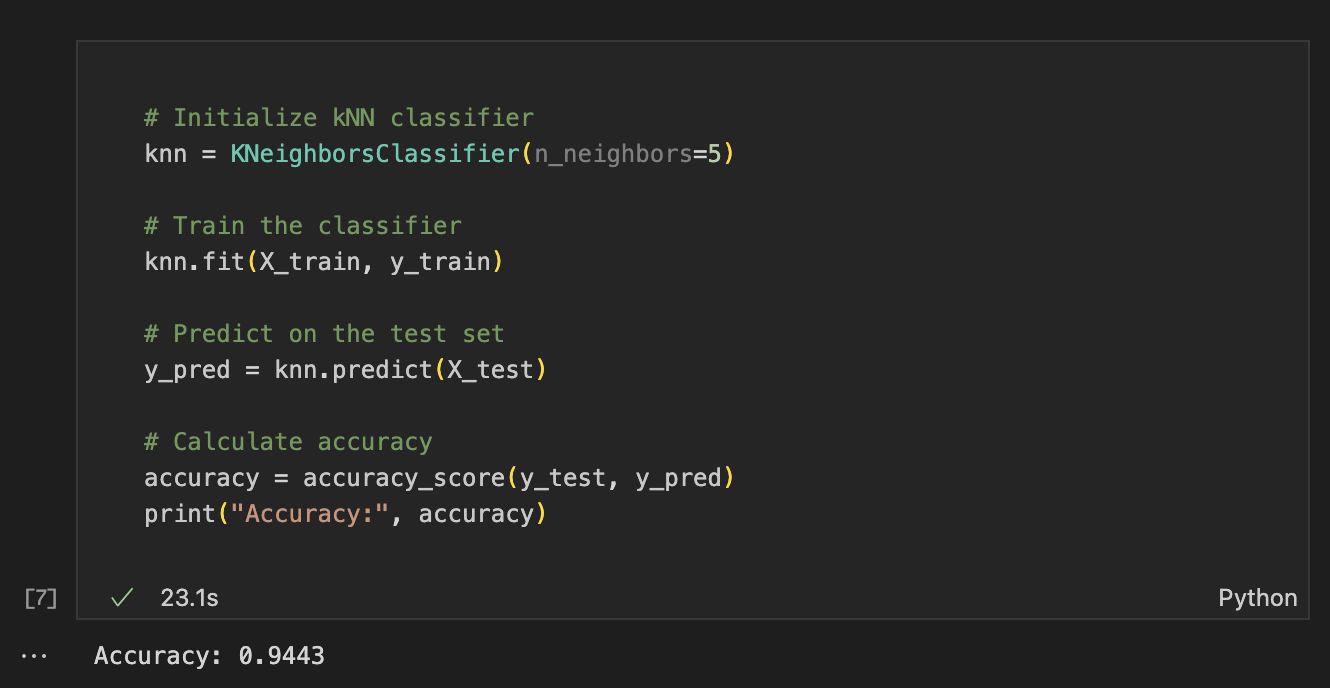 # Initialize kNN classifier
knn = KNeighborsClassifier(n_neighbors=5)
# Train the classifier
knn.fit(X_train, y_train)
# Predict on the test set
y_pred = knn.predict(X_test)
# Calculate accuracy
accuracy = accuracy_score(y_test, y_pred)
print("Accuracy:", accuracy)
[7] ✓ 23.1s Python
... Accuracy: 0.9443